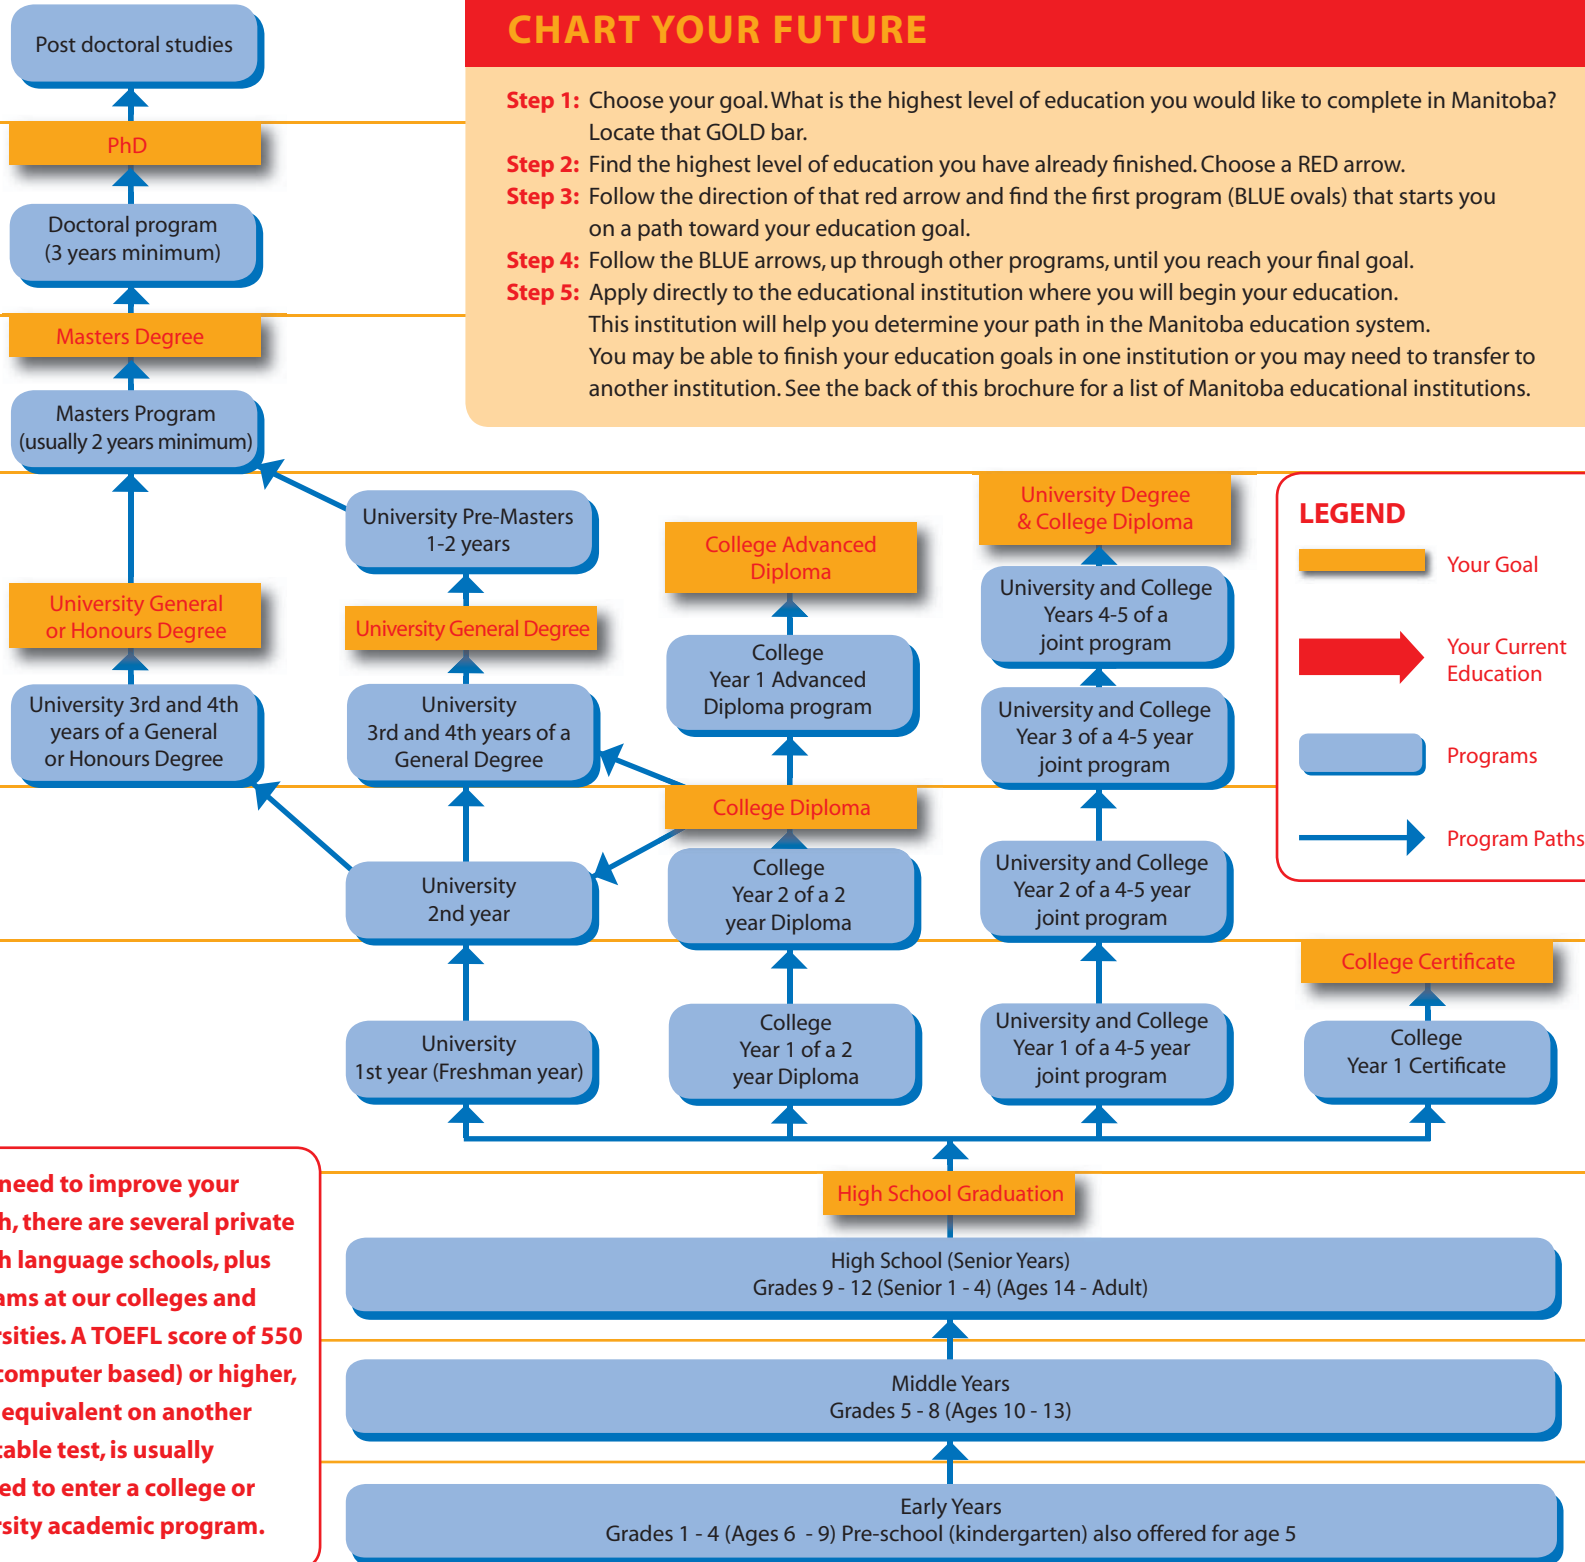 CHART YOUR FUTURE
Step 1: Choose your goal. What is the highest level of education you would like to complete in Manitoba?
Locate that GOLD bar.
Step 2: Find the highest level of education you have already finished. Choose a RED arrow.
Step 3: Follow the direction of that red arrow and find the first program (BLUE ovals) that starts you
on a path toward your education goal.
Step 4: Follow the BLUE arrows, up through other programs, until you reach your final goal.
Step 5: Apply directly to the educational institution where you will begin your education.
This institution will help you determine your path in the Manitoba education system.
You may be able to finish your education goals in one institution or you may need to transfer to
another institution. See the back of this brochure for a list of Manitoba educational institutions.
Post doctoral studies
PhD
Doctoral program
(3 years minimum)
Masters Degree
Masters Program
(usually 2 years minimum)
University General
or Honours Degree
University 3rd and 4th
years of a General
or Honours Degree
University Pre-Masters
1-2 years
University General Degree
University
3rd and 4th years of a
General Degree
University
2nd year
University
1st year (Freshman year)
College Advanced
Diploma
College
Year 1 Advanced
Diploma program
College Diploma
College
Year 2 of a 2
year Diploma
College
Year 1 of a 2
year Diploma
University Degree
& College Diploma
University and College
Years 4-5 of a
joint program
University and College
Year 3 of a 4-5 year
joint program
University and College
Year 2 of a 4-5 year
joint program
University and College
Year 1 of a 4-5 year
joint program
LEGEND
Your Goal
Your Current
Education
Programs
Program Paths
College Certificate
College
Year 1 Certificate
High School Graduation
High School (Senior Years)
Grades 9 - 12 (Senior 1 - 4) (Ages 14 - Adult)
Middle Years
Grades 5 - 8 (Ages 10 - 13)
Early Years
Grades 1 - 4 (Ages 6 - 9) Pre-school (kindergarten) also offered for age 5
need to improve your
h, there are several private
h language schools, plus
ams at our colleges and
rsities. A TOEFL score of 550
computer based) or higher,
equivalent on another
table test, is usually
ed to enter a college or
rsity academic program.